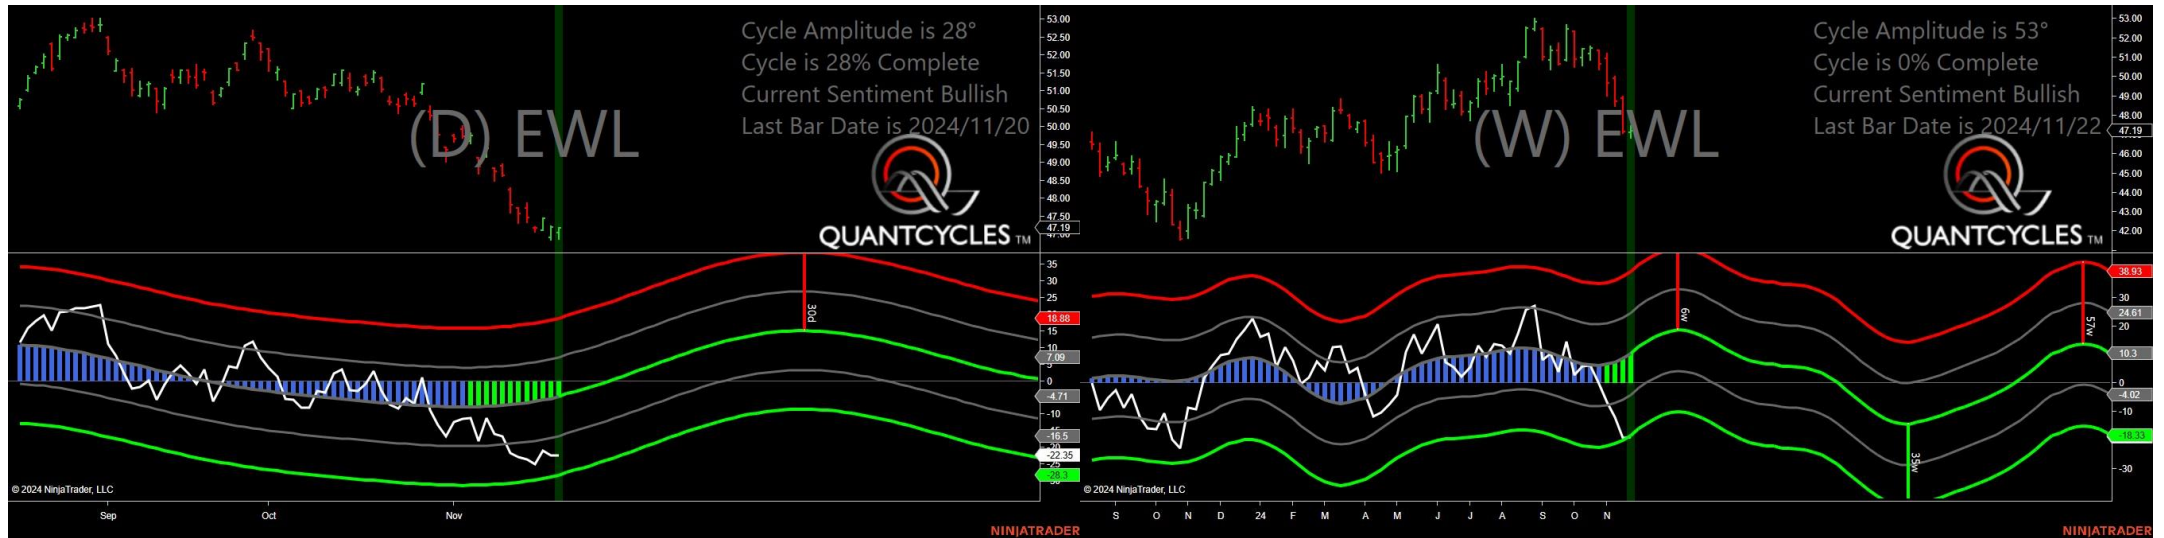 Cycle Amplitude is 28°
Cycle is 28% Complete
Current Sentiment Bullish
Last Bar Date is 2024/11/20
(D) EWL
QUANTCYCLES TM
53.00
52.50
52.00
51.50
51.00
50.50
50.00
49.50
49.00
48.50
48.00
47.50
47.19
35
30
25
18.88
15
10
7.09
5
0
-4.71
-10
-16.5
-22.35
-25
-28.3
30d
© 2024 NinjaTrader, LLC
Sep Oct Nov
NINJATRADER
Cycle Amplitude is 53°
Cycle is 0% Complete
Current Sentiment Bullish
Last Bar Date is 2024/11/22
(W) EWL
QUANTCYCLES TM
53.00
52.00
51.00
50.00
49.00
48.00
47.19
46.00
45.00
44.00
43.00
42.00
38.93
30
24.61
20
10.3
0
-4.02
-10
-18.33
-30
6w
35w
57w
© 2024 NinjaTrader, LLC
S O N D 24 F M A M J J A S O N
NINJATRADER